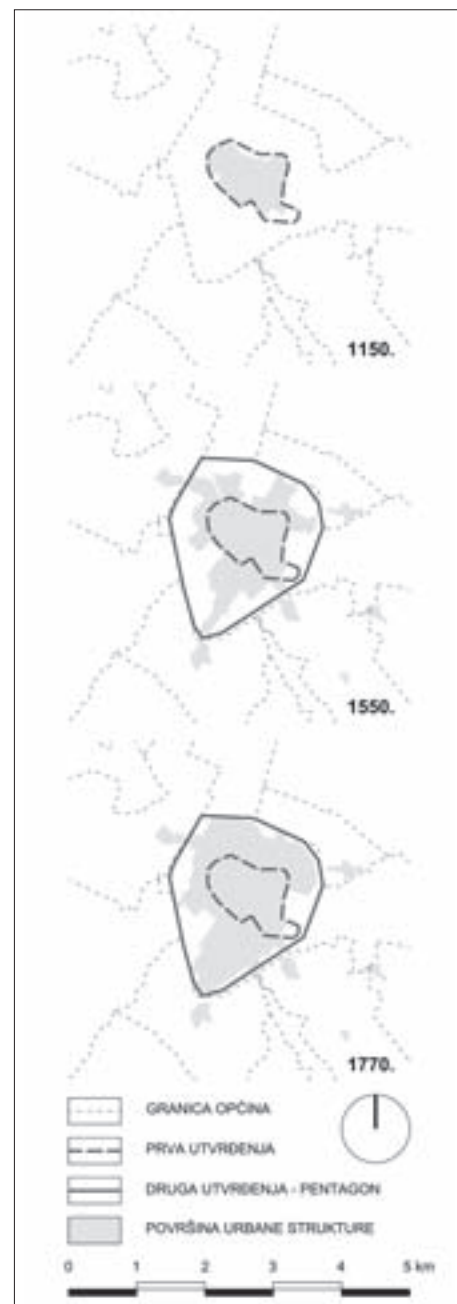 1150.
1550.
1770.
GRANICA OPĆINA
PRVA UTVRĐENJA
DRUGA UTVRĐENJA - PENTAGON
POVRŠINA URBANE STRUKTURE
0 1 2 3 4 5 km